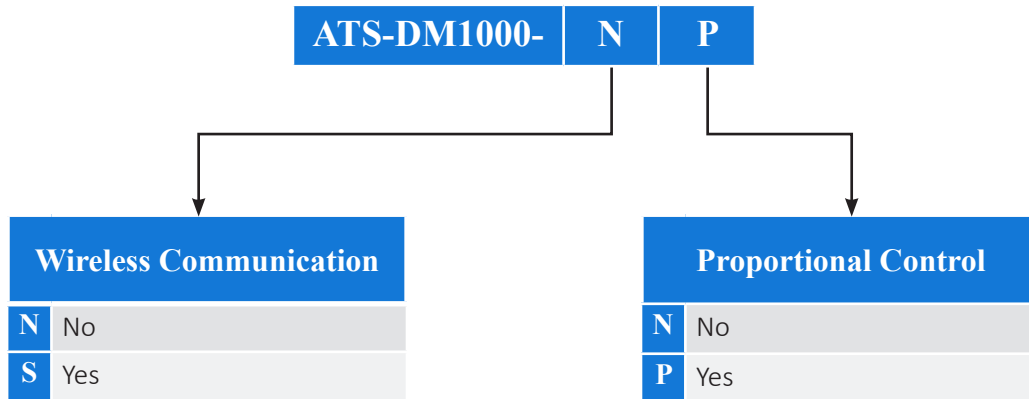 ATS-DM1000- N P
Wireless Communication
N No
S Yes
Proportional Control
N No
P Yes